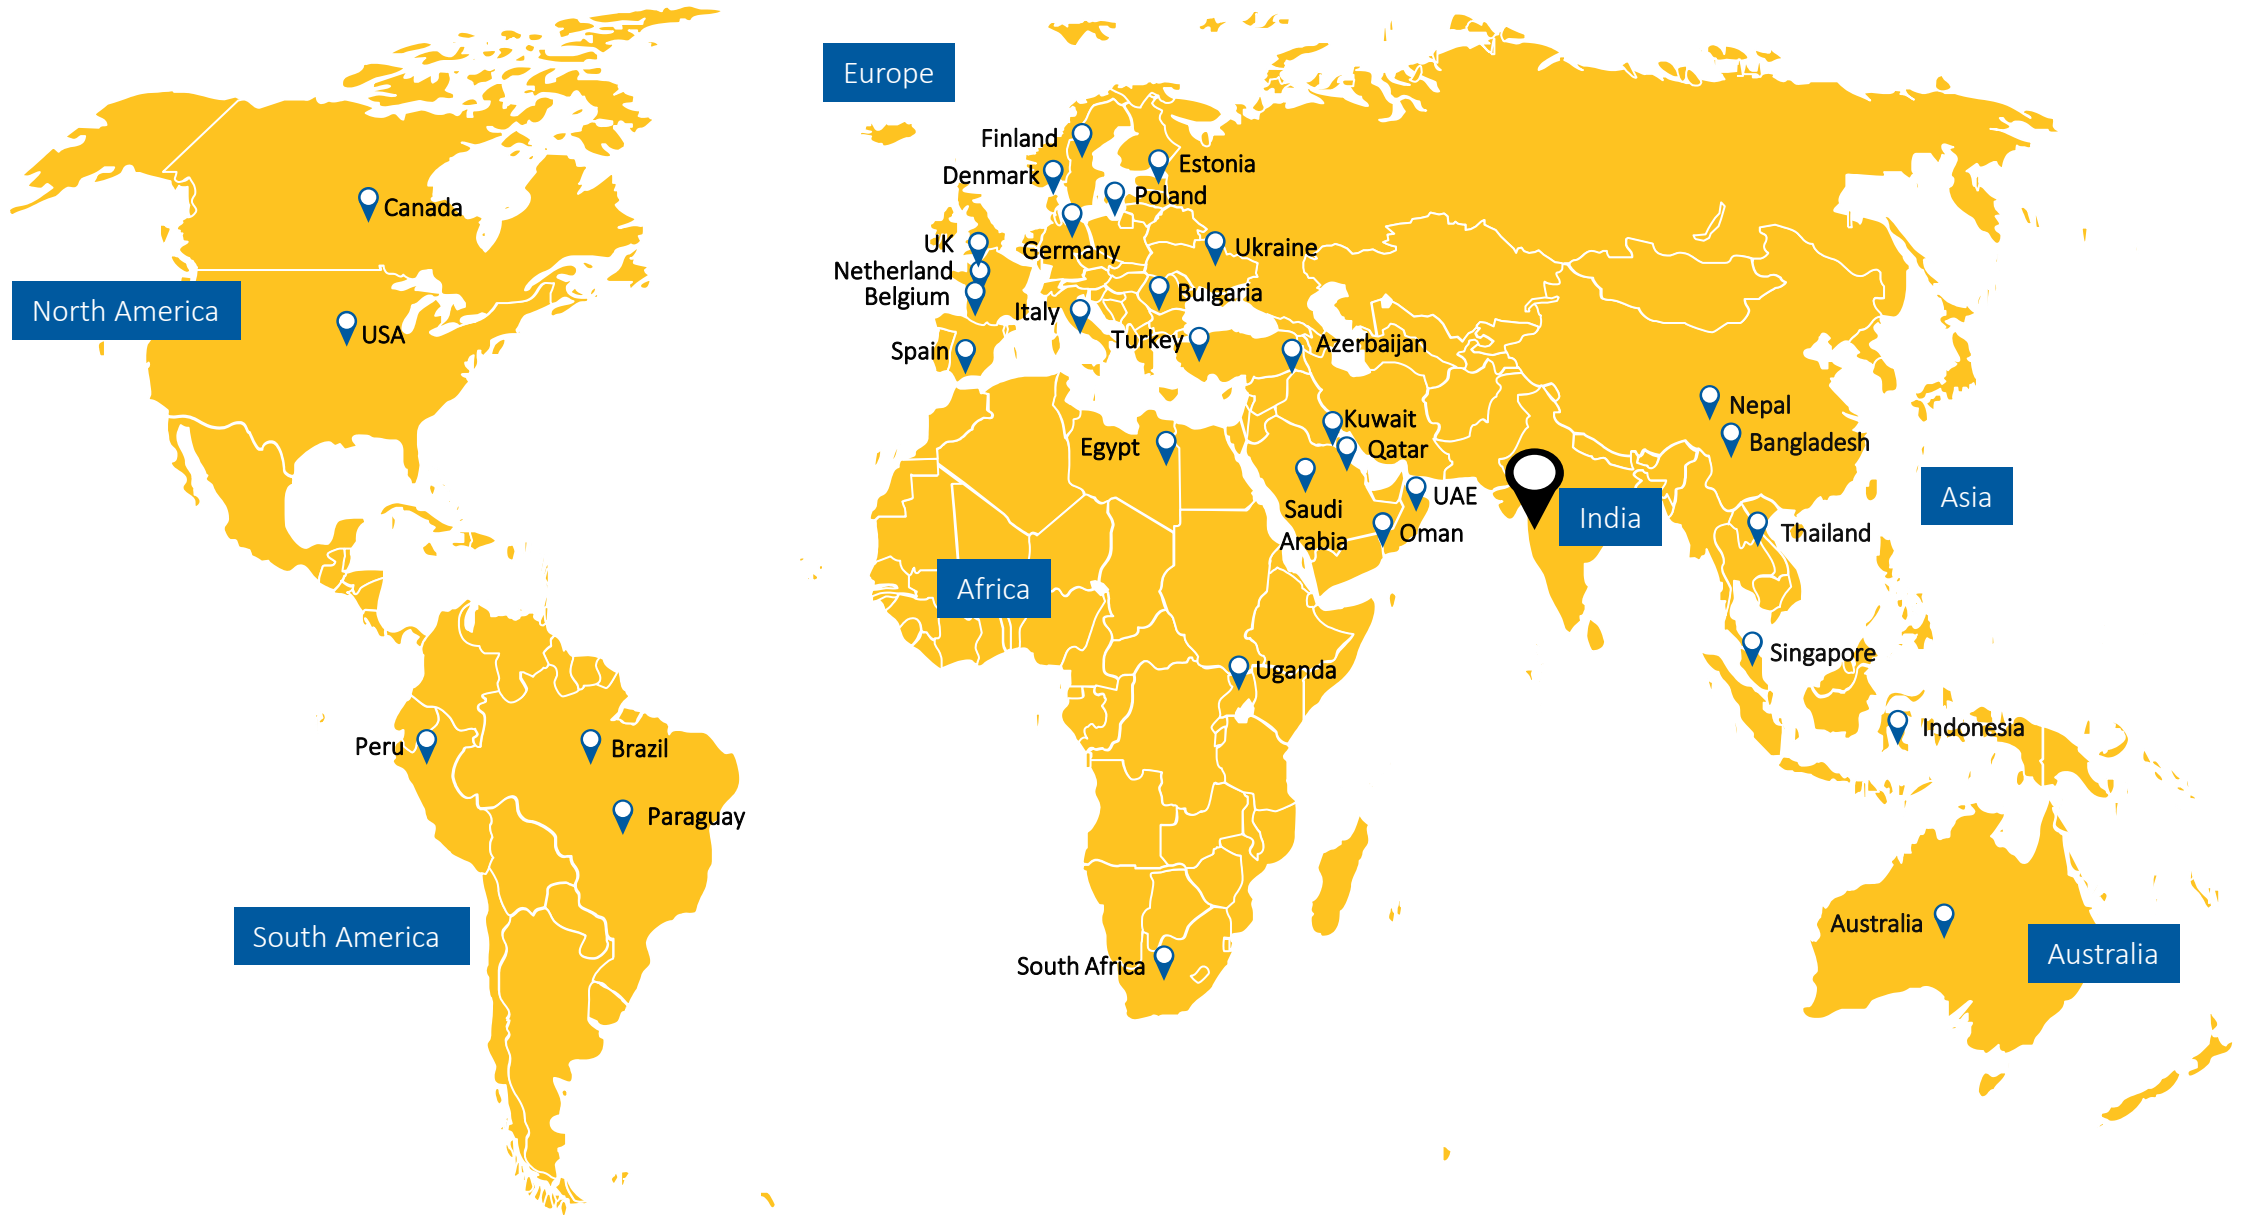 Europe
Finland
Denmark
Estonia
Poland
Canada
UK
Germany
Ukraine
Netherland
Belgium
Bulgaria
North America
Italy
USA
Turkey
Azerbaijan
Spain
Nepal
Kuwait
Egypt
Qatar
Bangladesh
UAE
Asia
Saudi
Arabia
India
Oman
Thailand
Africa
Singapore
Uganda
Indonesia
Peru
Brazil
Paraguay
Australia
South America
Australia
South Africa